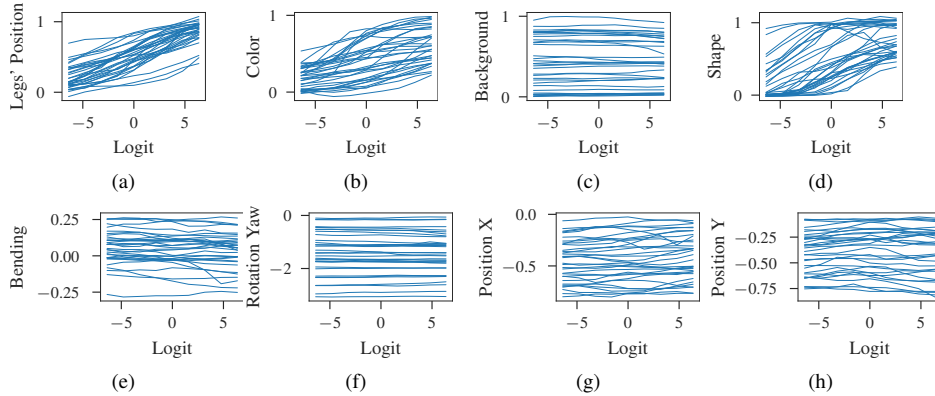 Legs' Position
1
0
−5 0 5
Logit
(a)
Color
1
0
−5 0 5
Logit
(b)
Background
1
0
−5 0 5
Logit
(c)
Shape
1
0
−5 0 5
Logit
(d)
Bending
0.25
0.00
−0.25
−5 0 5
Logit
(e)
Rotation Yaw
0
−2
−5 0 5
Logit
(f)
Position X
0.0
−0.5
−5 0 5
Logit
(g)
Position Y
−0.25
−0.50
−0.75
−5 0 5
Logit
(h)